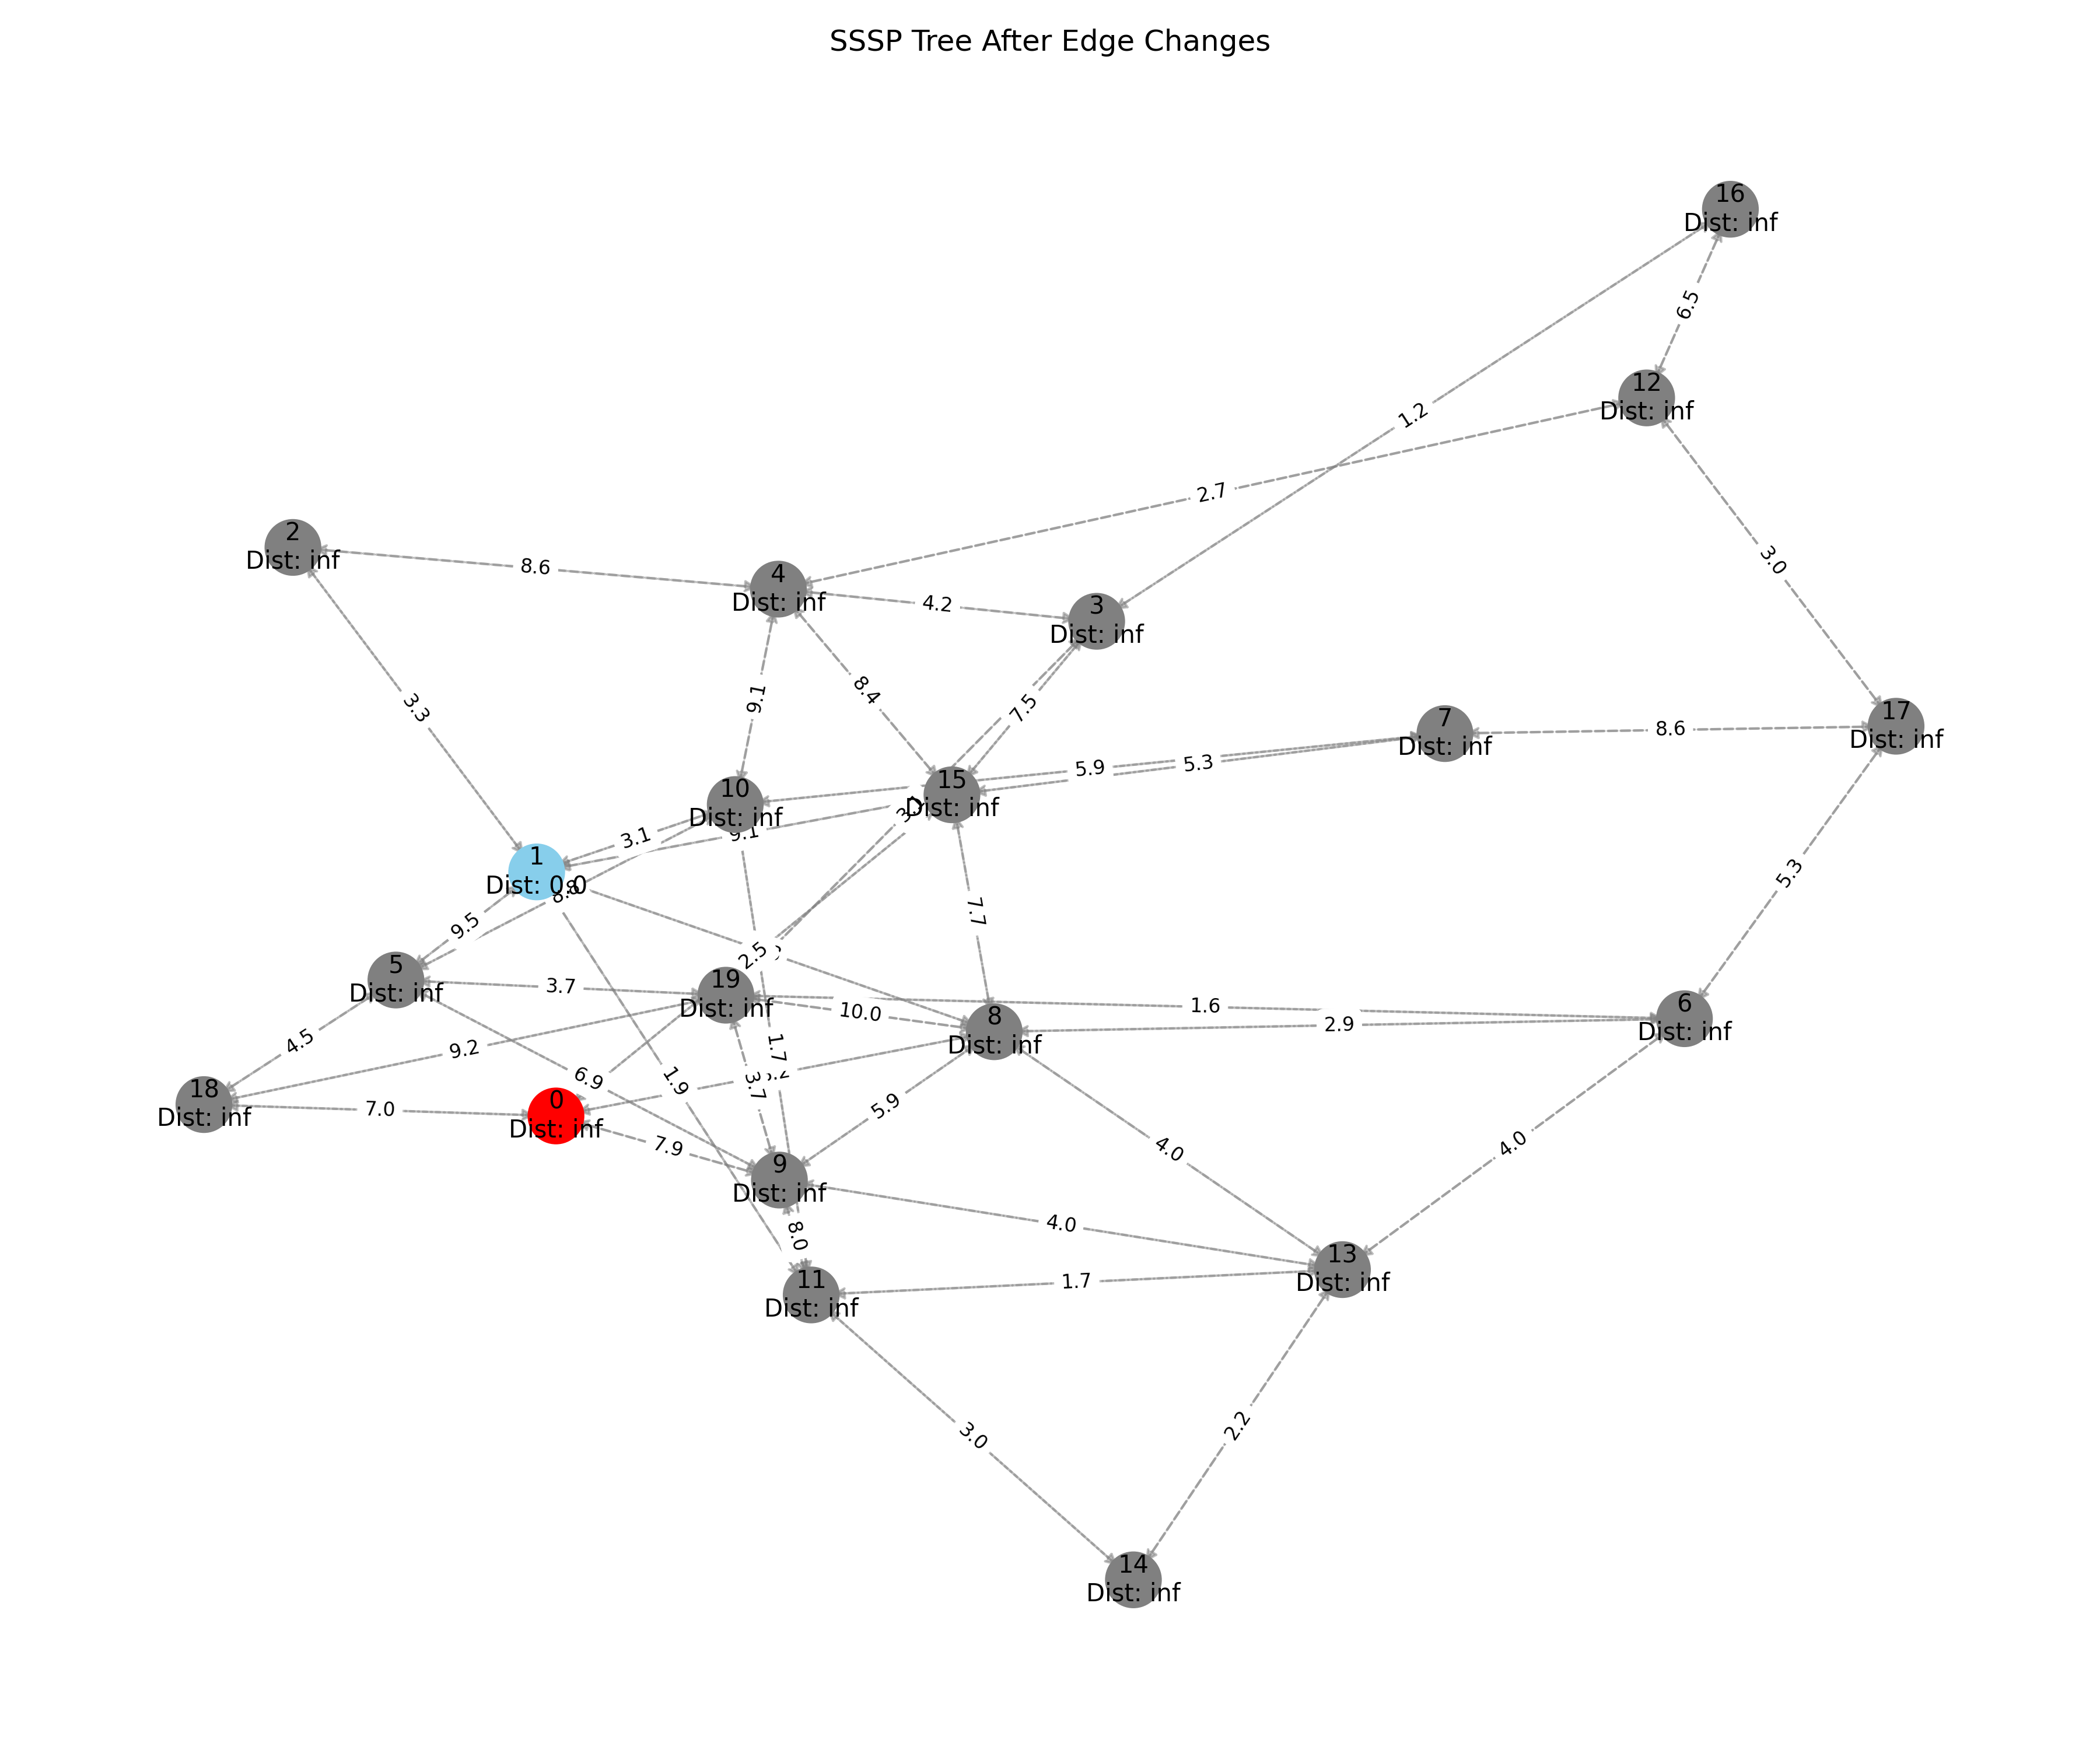 SSSP Tree After Edge Changes
16
Dist: inf
6.5
12
Dist: inf
1.2
2.7
2
Dist: inf
8.6
3.0
4
Dist: inf
4.2
3
Dist: inf
3.3
9.1
8.4
7.5
17
Dist: inf
7
Dist: inf
8.6
5.9
5.3
10
Dist: inf
15
Dist: inf
3.1
9.1
1
Dist: 0.0
5.3
9.5
7.7
2.5
5
Dist: inf
3.7
19
Dist: inf
1.6
10.0
8
Dist: inf
2.9
6
Dist: inf
4.5
9.2
1.7
6.9
1.9
3.7
18
Dist: inf
7.0
0
Dist: inf
5.9
7.9
4.0
4.0
9
Dist: inf
4.0
8.0
11
Dist: inf
1.7
13
Dist: inf
3.0
2.2
14
Dist: inf